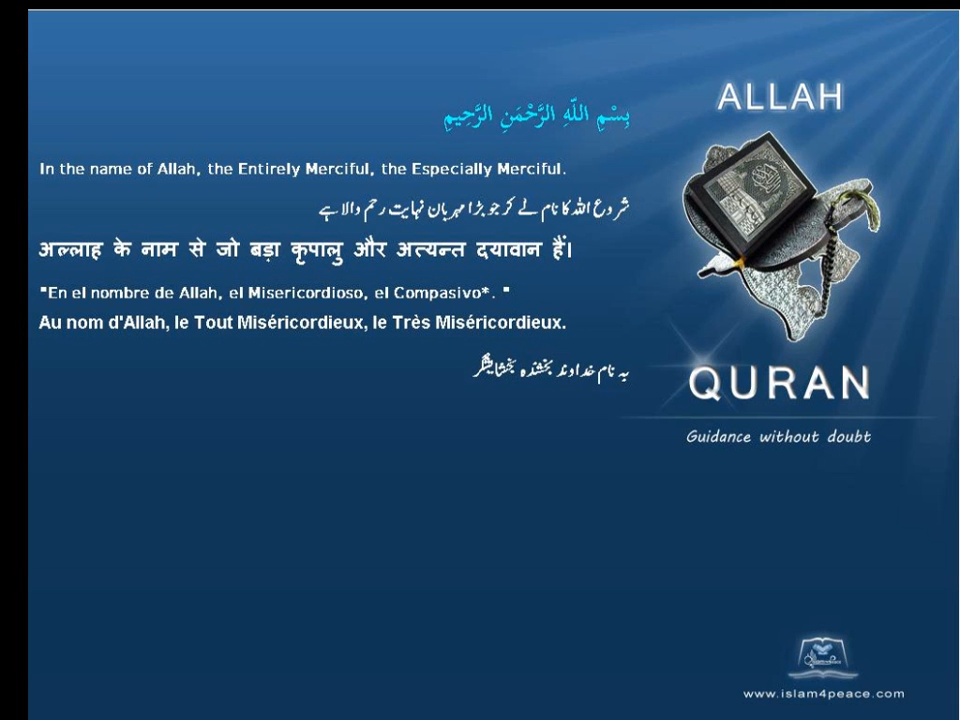 بِسْمِ اللّهِ الرَّحْمَنِ الرَّحِيمِ
In the name of Allah, the Entirely Merciful, the Especially Merciful.
شروع الله کا نام لے کر جو بڑا مہربان نہایت رحم والا ہے
अल्लाह के नाम से जो बड़ा कृपालु और अत्यन्त दयावान हैं।
"En el nombre de Allah, el Misericordioso, el Compasivo*. "
Au nom d'Allah, le Tout Miséricordieux, le Très Miséricordieux.
به نام خداوند بخشنده بخشایشگر
ALLAH
QURAN
Guidance without doubt
www.islam4peace.com